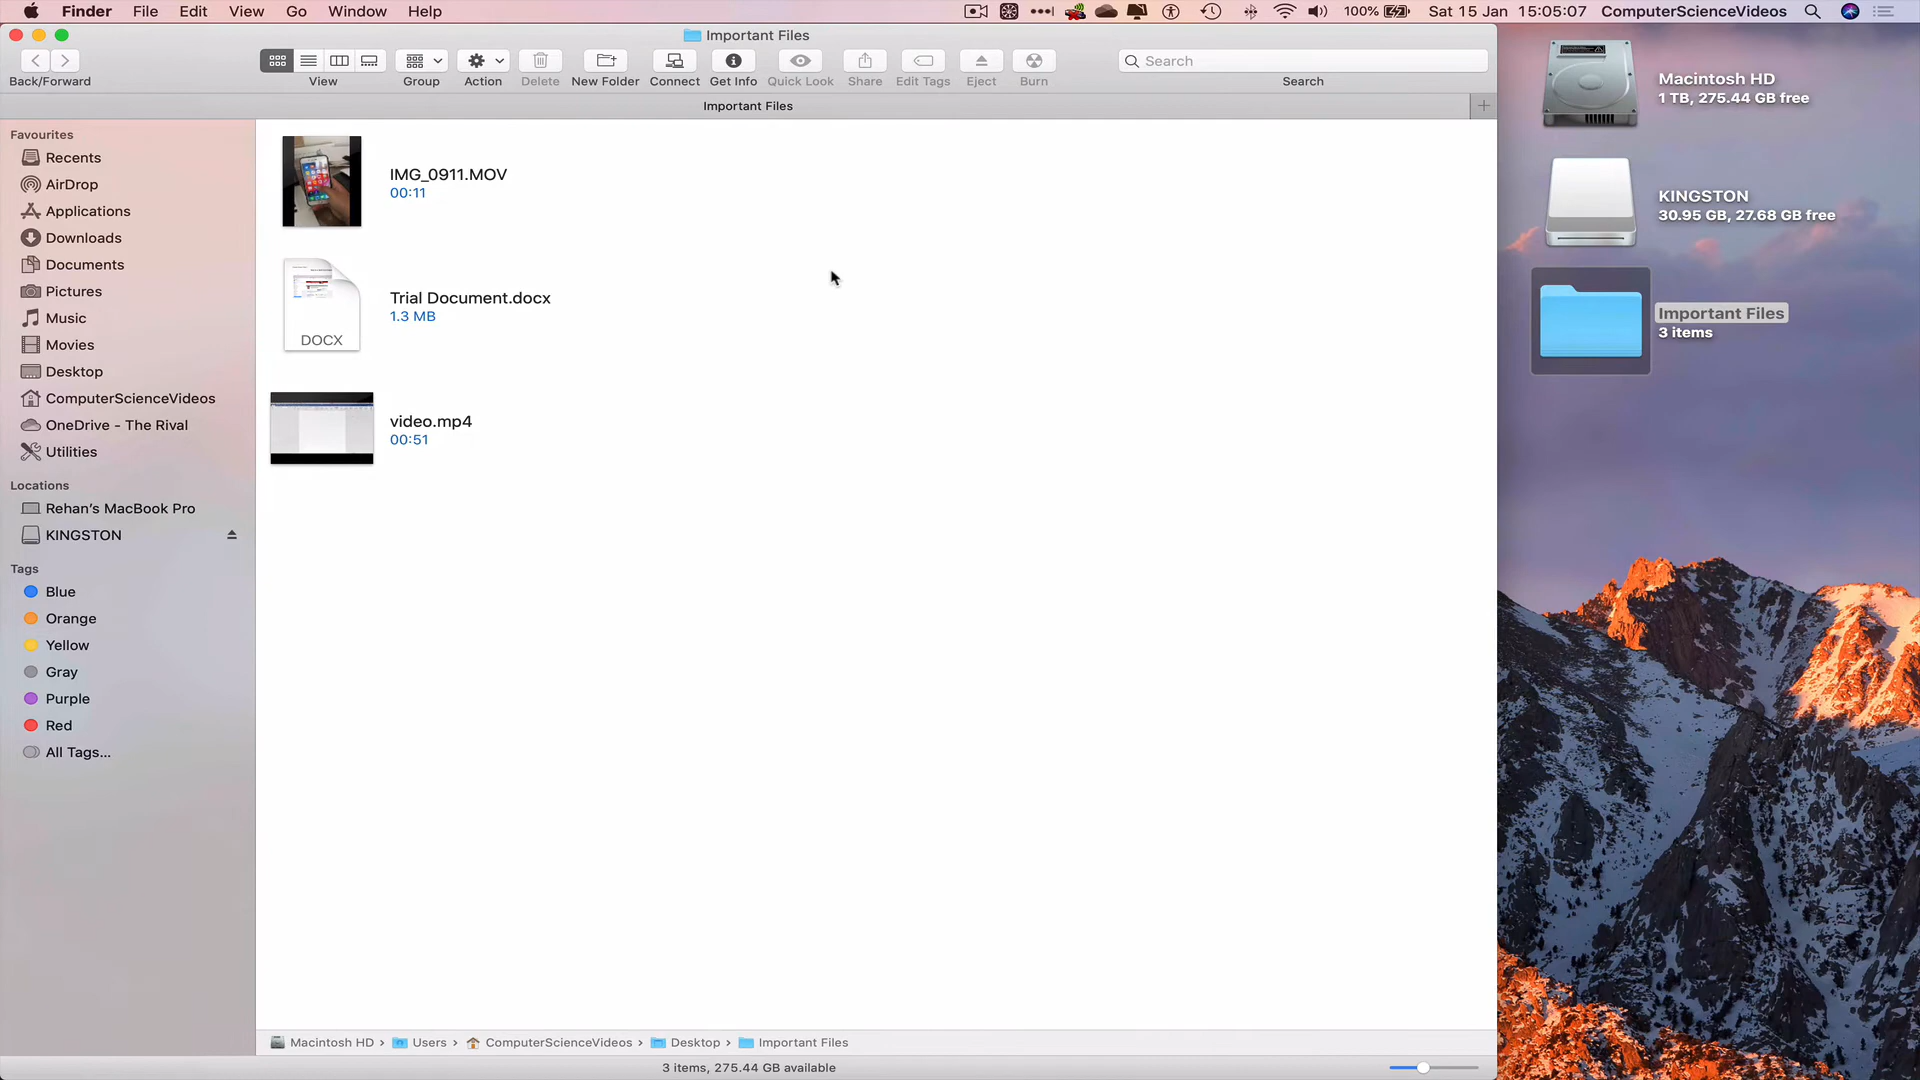 Finder File Edit View Go Window Help 100% Sat 15 Jan 15:05:07 ComputerScienceVideos
Important Files
Back/Forward View Group Action Delete New Folder Connect Get Info Quick Look Share Edit Tags Eject Burn Search
Search
Important Files
Favourites
Recents
AirDrop
Applications
Downloads
Documents
Pictures
Music
Movies
Desktop
ComputerScienceVideos
OneDrive - The Rival
Utilities
Locations
Rehan's MacBook Pro
KINGSTON
Tags
Blue
Orange
Yellow
Gray
Purple
Red
All Tags...
IMG_0911.MOV
00:11
DOCX
Trial Document.docx
1.3 MB
video.mp4
00:51
Macintosh HD › Users › ComputerScienceVideos › Desktop › Important Files
3 items, 275.44 GB available
Macintosh HD
1 TB, 275.44 GB free
KINGSTON
30.95 GB, 27.68 GB free
Important Files
3 items